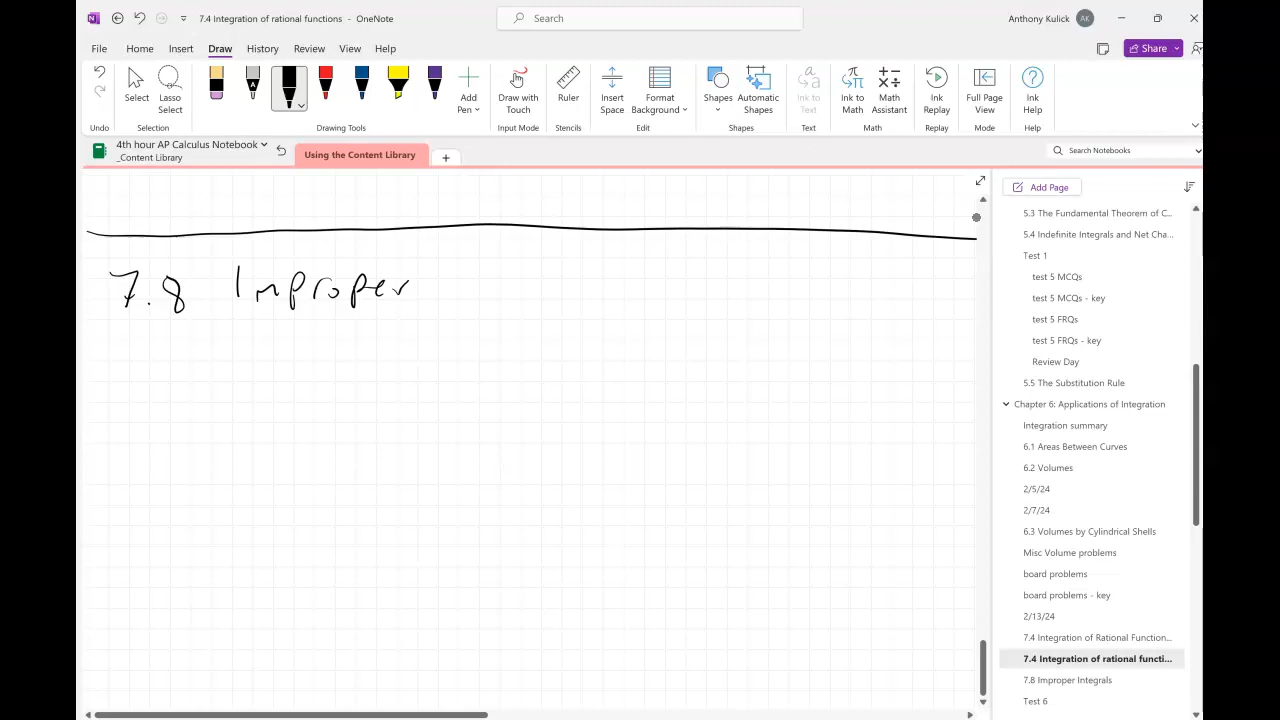 7.4 Integration of rational functions - OneNote
Search
Anthony Kulick
AK
File Home Insert Draw History Review View Help
Share
Select
Lasso Select
A
Add Pen
Draw with Touch
Ruler
Insert Space
Format Background
Shapes
Automatic Shapes
Ink to Text
Ink to Math
Math Assistant
Ink Replay
Full Page View
Ink Help
Undo
Selection
Drawing Tools
Input Mode
Stencils
Edit
Shapes
Text
Math
Replay
Mode
Help
4th hour AP Calculus Notebook
_Content Library
Using the Content Library
+
Search Notebooks
7.8 Improper
Add Page
5.3 The Fundamental Theorem of C...
5.4 Indefinite Integrals and Net Cha...
Test 1
test 5 MCQs
test 5 MCQs - key
test 5 FRQs
test 5 FRQs - key
Review Day
5.5 The Substitution Rule
Chapter 6: Applications of Integration
Integration summary
6.1 Areas Between Curves
6.2 Volumes
2/5/24
2/7/24
6.3 Volumes by Cylindrical Shells
Misc Volume problems
board problems
board problems - key
2/13/24
7.4 Integration of Rational Function...
7.4 Integration of rational functi...
7.8 Improper Integrals
Test 6